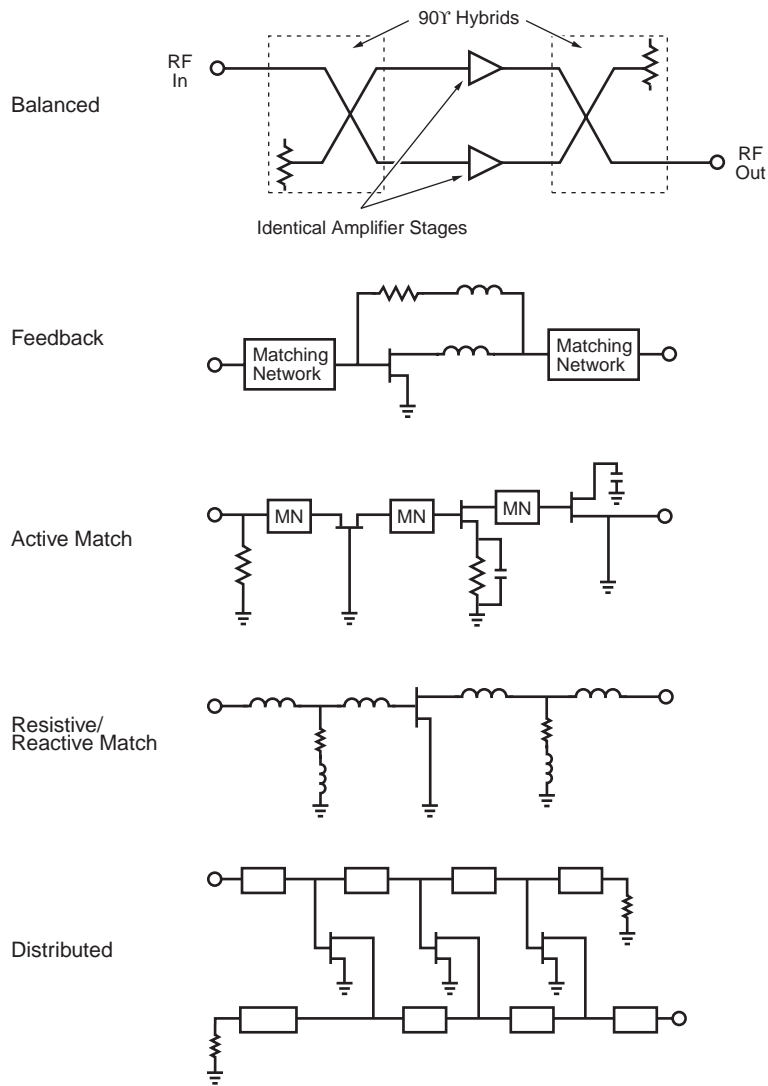 90ϒ Hybrids
RF
In
Balanced
RF
Out
Identical Amplifier Stages
Feedback
Matching
Network
Matching
Network
Active Match
MN
MN
MN
Resistive/
Reactive Match
Distributed